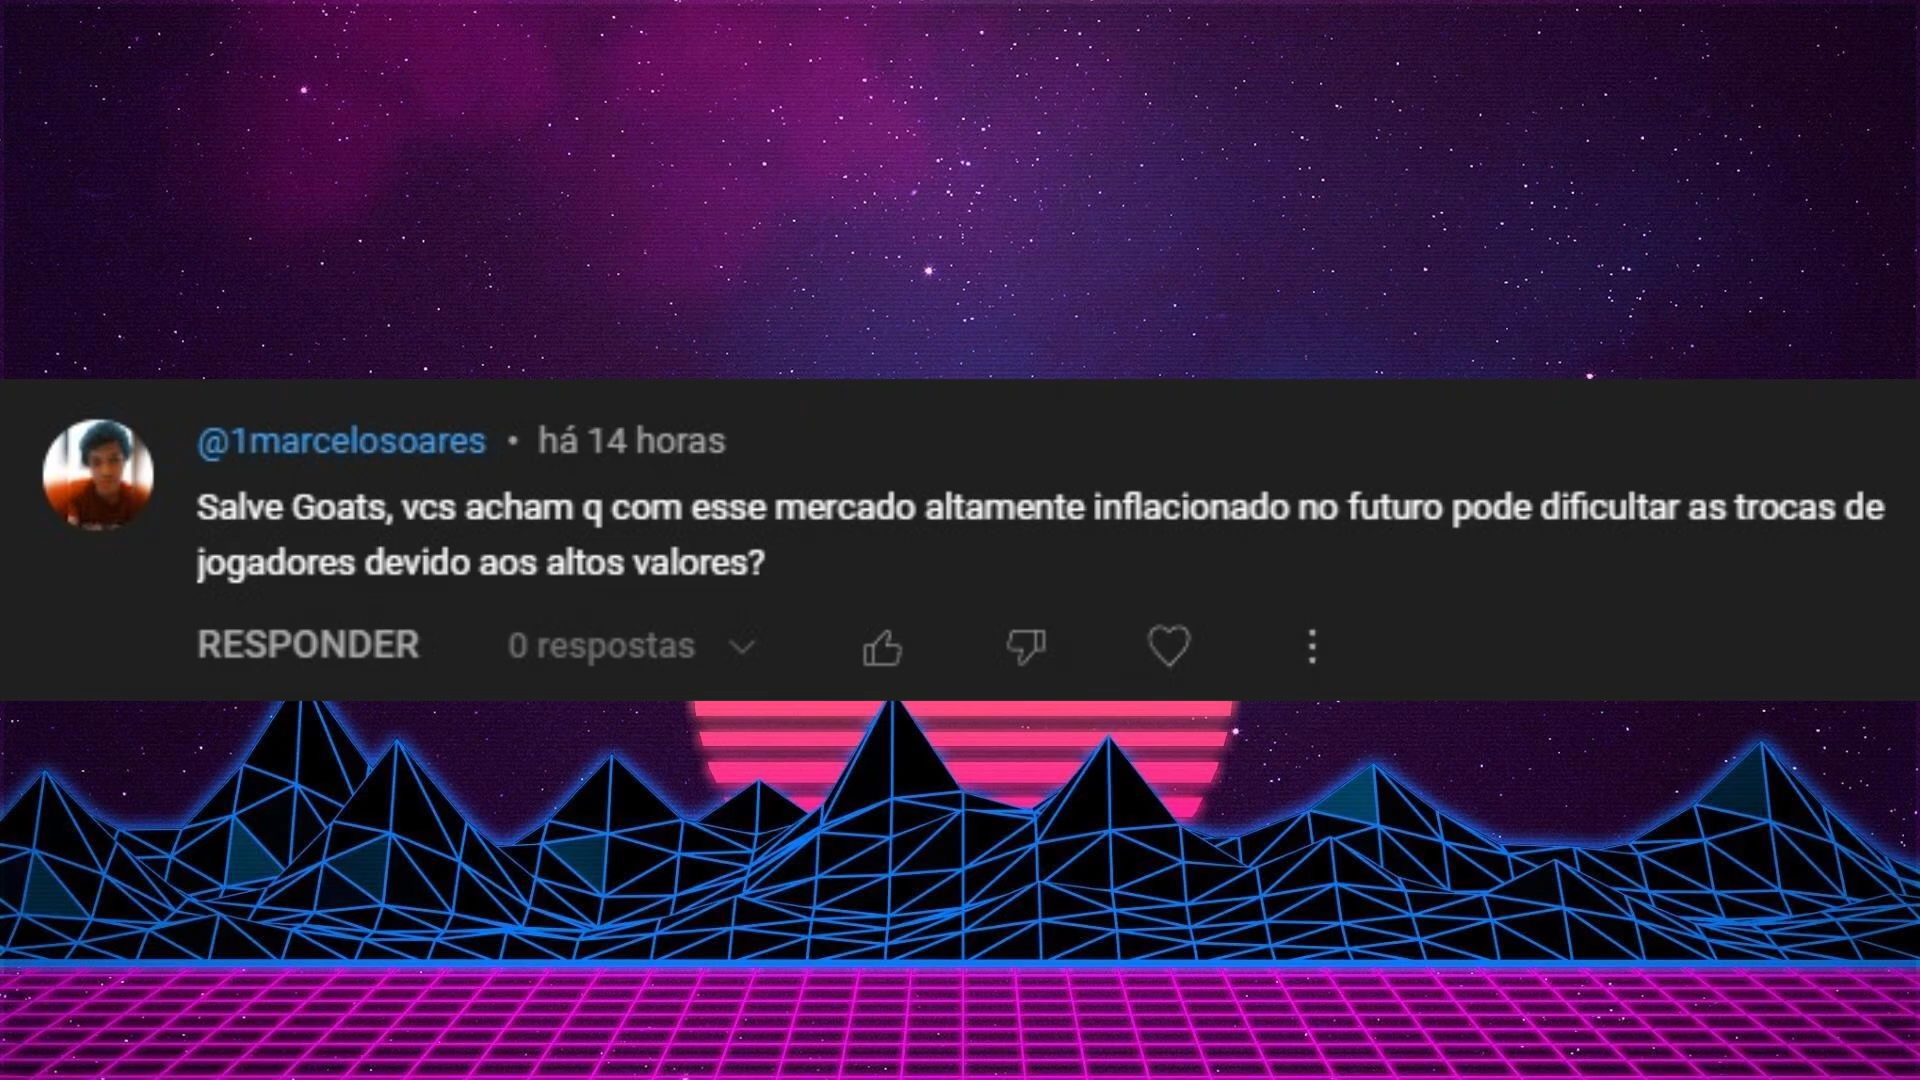 @1marcelosoares • há 14 horas
Salve Goats, vcs acham q com esse mercado altamente inflacionado no futuro pode dificultar as trocas de
jogadores devido aos altos valores?
RESPONDER 0 respostas